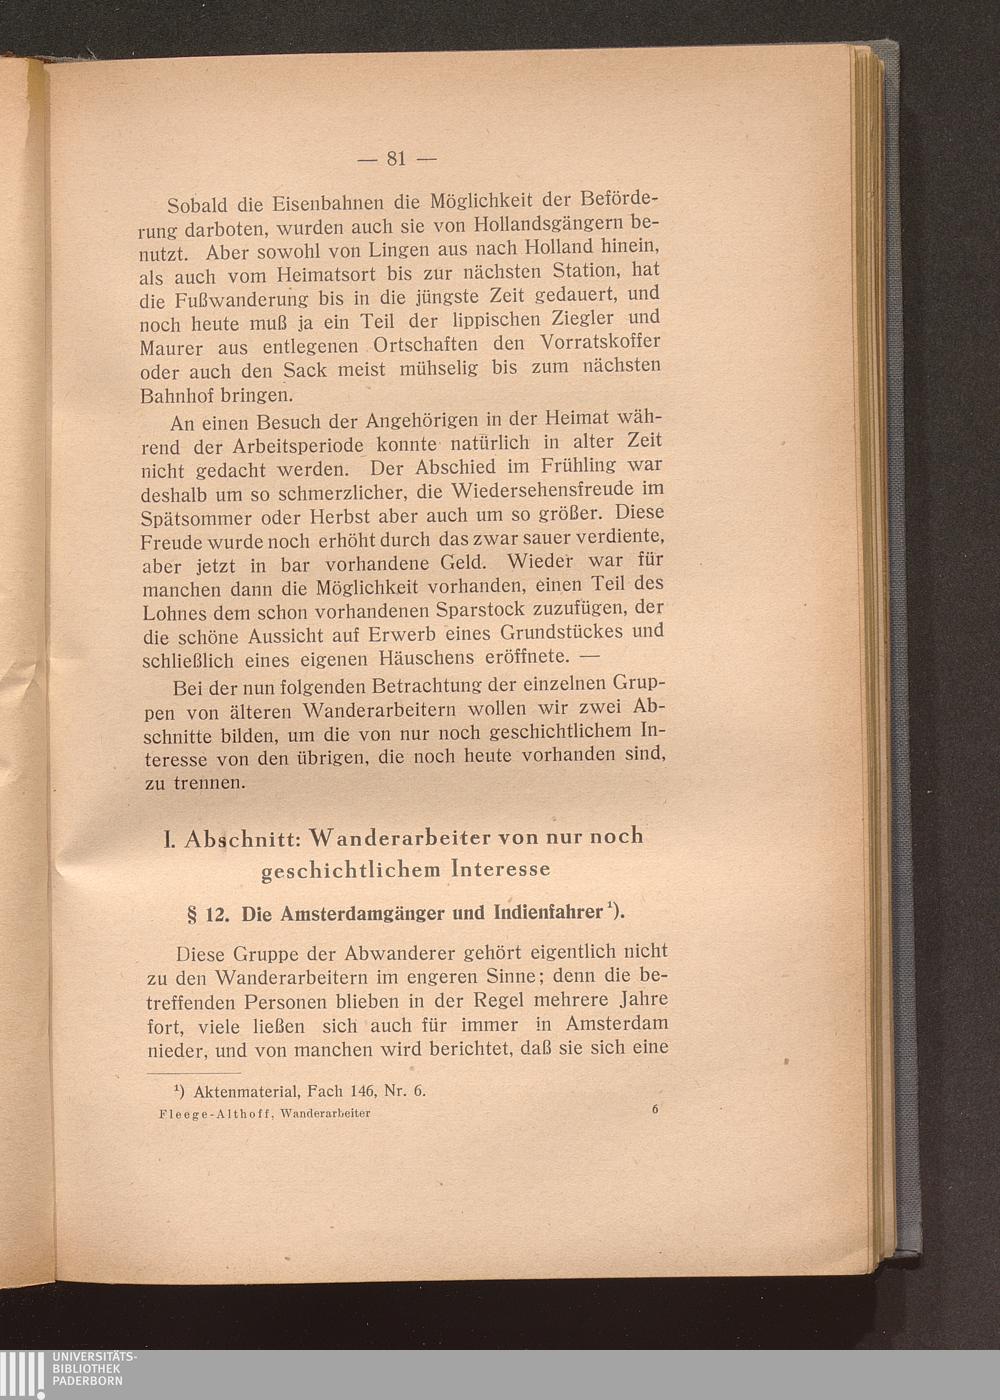 — 81 —
Sobald die Eisenbahnen die Möglichkeit der Beförde-
rung darboten, wurden auch sie von Hollandsgängern be-
nutzt. Aber sowohl von Lingen aus nach Holland hinein,
als auch vom Heimatsort bis zur nächsten Station, hat
die Fußwanderung bis in die jüngste Zeit gedauert, und
noch heute muß ja ein Teil der lippischen Ziegler und
Maurer aus entlegenen Ortschaften den Vorratskoffer
oder auch den Sack meist mühselig bis zum nächsten
Bahnhof bringen.
An einen Besuch der Angehörigen in der Heimat wäh-
rend der Arbeitsperiode konnte natürlich in alter Zeit
nicht gedacht werden. Der Abschied im Frühling war
deshalb um so schmerzlicher, die Wiedersehensfreude im
Spätsommer oder Herbst aber auch um so größer. Diese
Freude wurde noch erhöht durch das zwar sauer verdiente,
aber jetzt in bar vorhandene Geld. Wieder war für
manchen dann die Möglichkeit vorhanden, einen Teil des
Lohnes dem schon vorhandenen Sparstock zuzufügen, der
die schöne Aussicht auf Erwerb eines Grundstückes und
schließlich eines eigenen Häuschens eröffnete. —
Bei der nun folgenden Betrachtung der einzelnen Grup-
pen von älteren Wanderarbeitern wollen wir zwei Ab-
schnitte bilden, um die von nur noch geschichtlichem In-
teresse von den übrigen, die noch heute vorhanden sind,
zu trennen.
I. Abschnitt: Wanderarbeiter von nur noch
geschichtlichem Interesse
§ 12. Die Amsterdamgänger und Indienfahrer ¹).
Diese Gruppe der Abwanderer gehört eigentlich nicht
zu den Wanderarbeitern im engeren Sinne; denn die be-
treffenden Personen blieben in der Regel mehrere Jahre
fort, viele ließen sich auch für immer in Amsterdam
nieder, und von manchen wird berichtet, daß sie sich eine
¹) Aktenmaterial, Fach 146, Nr. 6.
Fleege-Althoff, Wanderarbeiter 6
UNIVERSITÄTS-
BIBLIOTHEK
PADERBORN